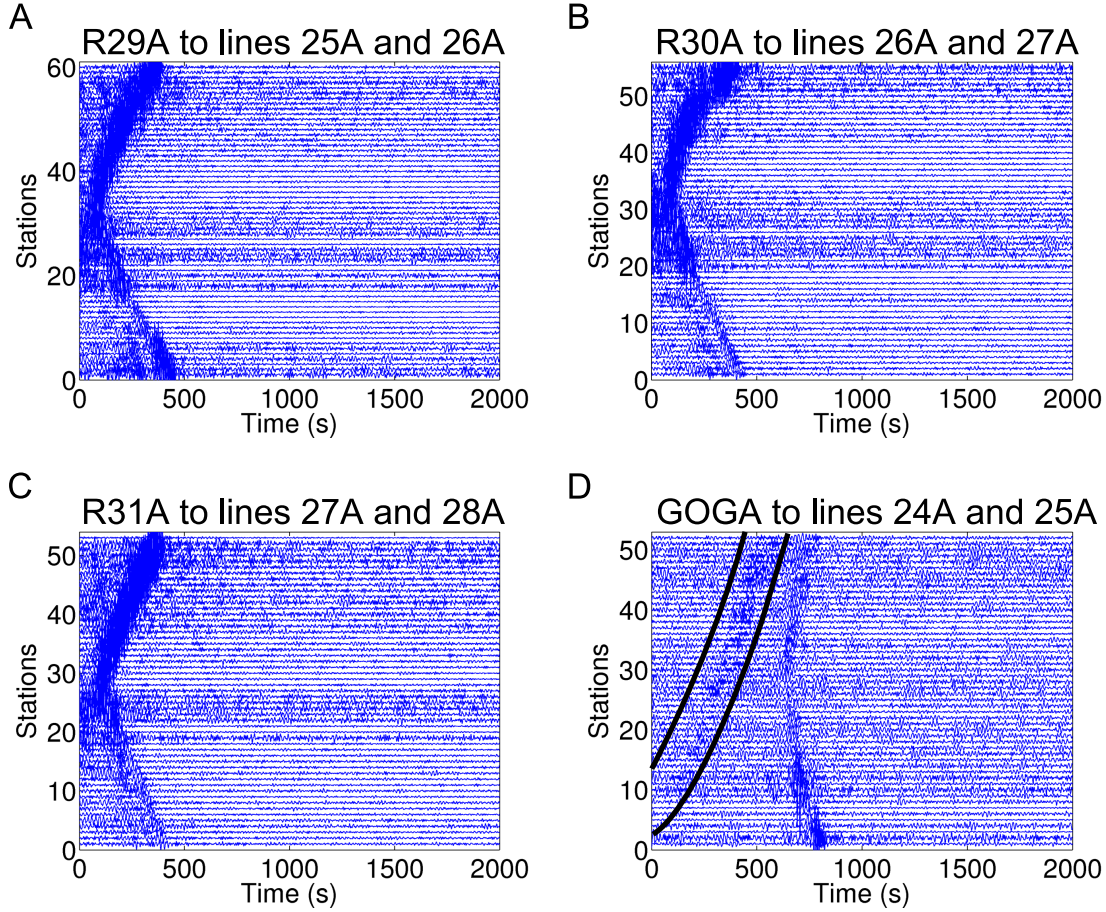 A
R29A to lines 25A and 26A
60
40
20
0
Stations
0 500 1000 1500 2000
Time (s)
B
R30A to lines 26A and 27A
50
40
30
20
10
0
Stations
0 500 1000 1500 2000
Time (s)
C
R31A to lines 27A and 28A
50
40
30
20
10
0
Stations
0 500 1000 1500 2000
Time (s)
D
GOGA to lines 24A and 25A
50
40
30
20
10
0
Stations
0 500 1000 1500 2000
Time (s)